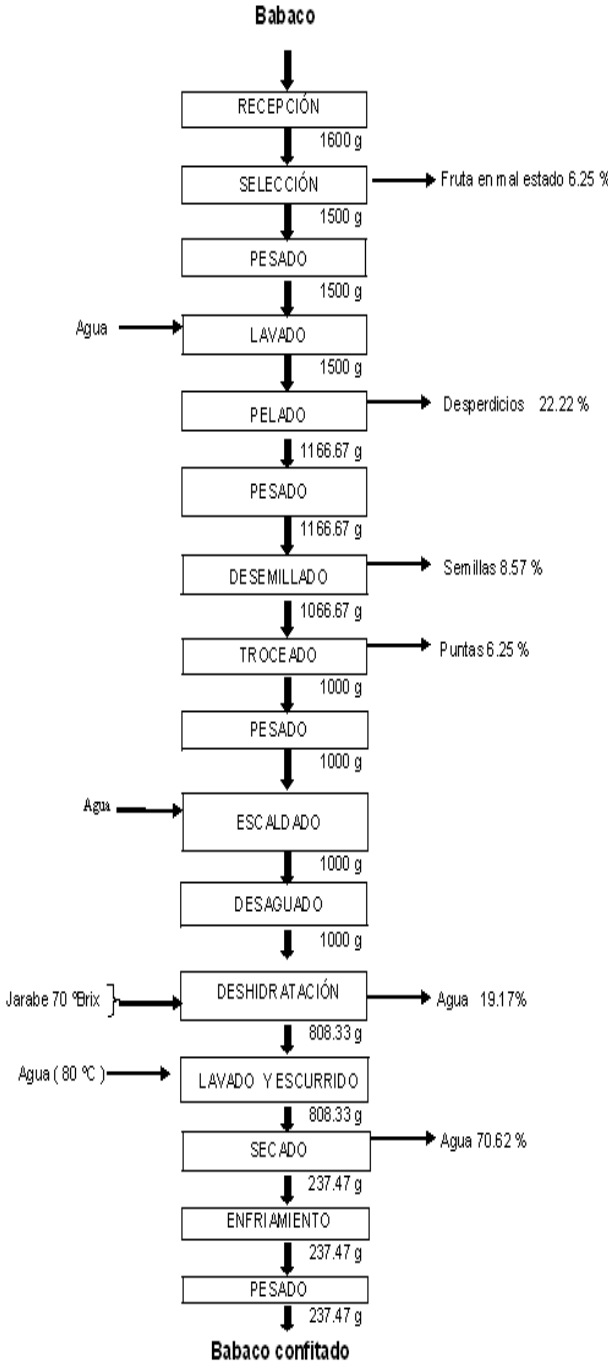 Babaco
RECEPCIÓN
1600 g
SELECCIÓN
Fruta en mal estado 6.25 %
1500 g
PESADO
1500 g
Agua
LAVADO
1500 g
PELADO
Desperdicios 22.22 %
1166.67 g
PESADO
1166.67 g
DESEMILLADO
Semillas 8.57 %
1066.67 g
TROCEADO
Puntas 6.25 %
1000 g
PESADO
1000 g
Agua
ESCALDADO
1000 g
DESAGUADO
1000 g
Jarabe 70 ºBrix }
DESHIDRATACIÓN
Agua 19.17%
808.33 g
Agua ( 80 ºC )
LAVADO Y ESCURRIDO
808.33 g
SECADO
Agua 70.62 %
237.47 g
ENFRIAMIENTO
237.47 g
PESADO
237.47 g
Babaco confitado